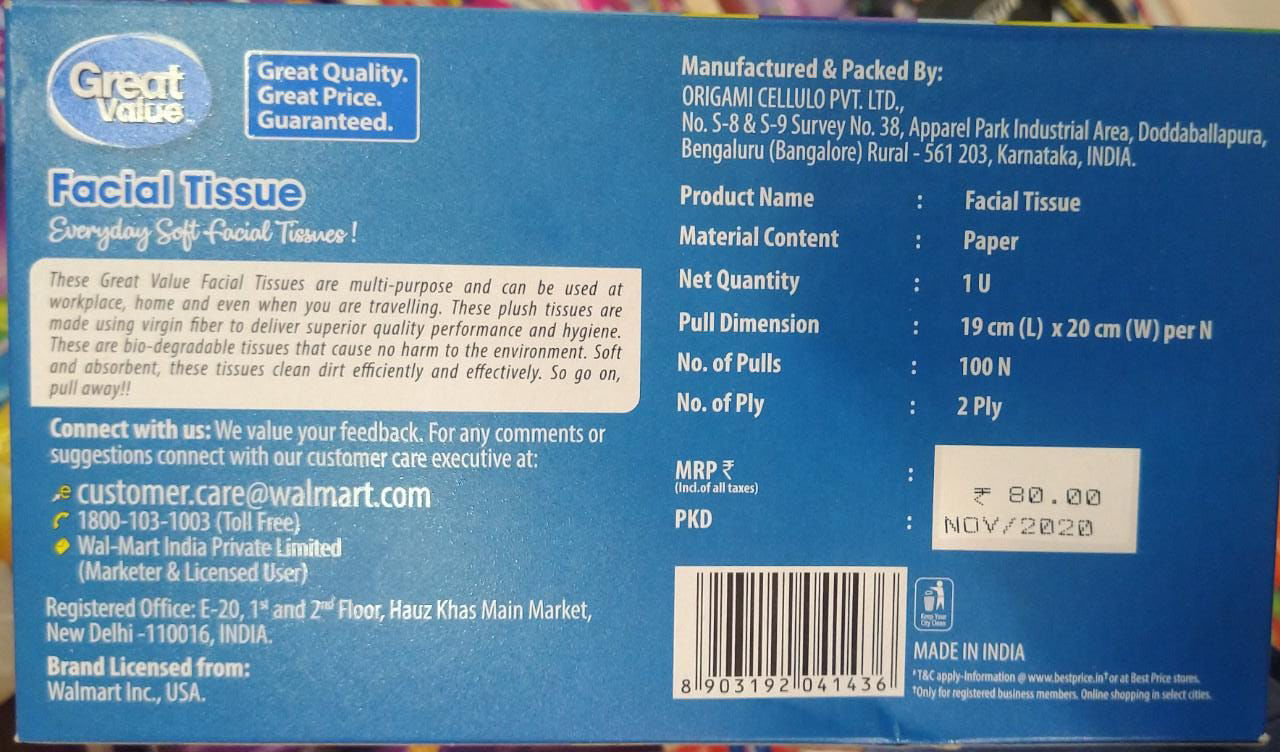 Great
Value
Great Quality.
Great Price.
Guaranteed.
Facial Tissue
Everyday Soft Facial Tissues!
These Great Value Facial Tissues are multi-purpose and can be used at
workplace, home and even when you are travelling. These plush tissues are
made using virgin fiber to deliver superior quality performance and hygiene.
These are bio-degradable tissues that cause no harm to the environment. Soft
and absorbent, these tissues clean dirt efficiently and effectively. So go on,
pull away!!
Connect with us: We value your feedback. For any comments or
suggestions connect with our customer care executive at:
customer.care@walmart.com
1800-103-1003 (Toll Free)
Wal-Mart India Private Limited
(Marketer & Licensed User)
Registered Office: E-20, 1st and 2nd Floor, Hauz Khas Main Market,
New Delhi -110016, INDIA.
Brand Licensed from:
Walmart Inc., USA.
Manufactured & Packed By:
ORIGAMI CELLULO PVT. LTD.,
No. S-8 & S-9 Survey No. 38, Apparel Park Industrial Area, Doddaballapura,
Bengaluru (Bangalore) Rural - 561 203, Karnataka, INDIA.
Product Name : Facial Tissue
Material Content : Paper
Net Quantity : 1 U
Pull Dimension : 19 cm (L) x 20 cm (W) per N
No. of Pulls : 100 N
No. of Ply : 2 Ply
MRP ₹ : ₹ 80.00
(Incl.of all taxes)
PKD : NOV/2020
8 903192 041436
Keep Your
City Clean
MADE IN INDIA
*T&C apply-Information @ www.bestprice.in† or at Best Price stores.
†Only for registered business members. Online shopping in select cities.